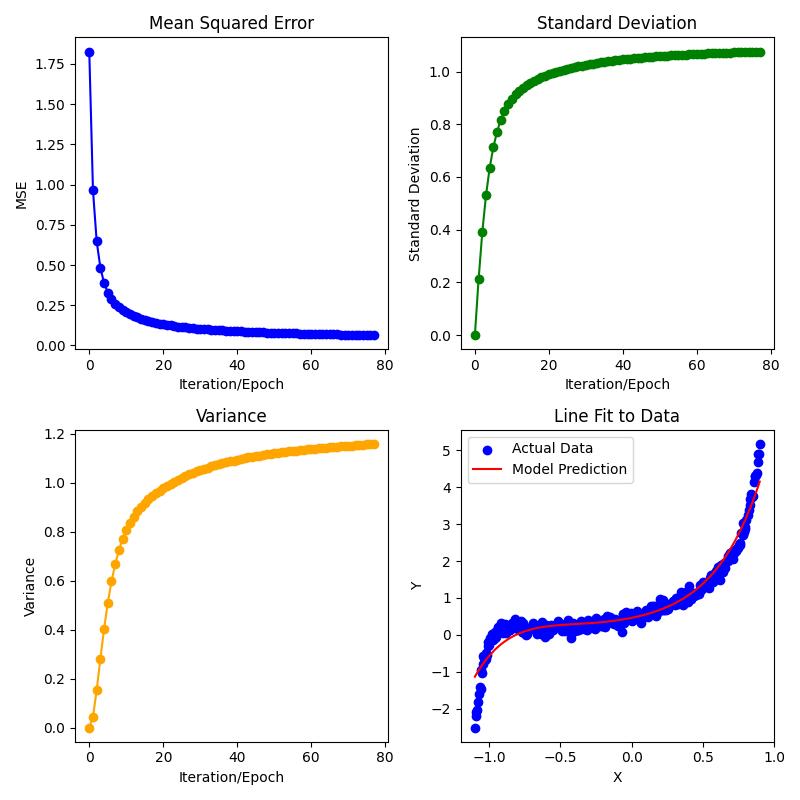 Mean Squared Error
MSE
1.75
1.50
1.25
1.00
0.75
0.50
0.25
0.00
0 20 40 60 80
Iteration/Epoch
Standard Deviation
Standard Deviation
1.0
0.8
0.6
0.4
0.2
0.0
0 20 40 60 80
Iteration/Epoch
Variance
Variance
1.2
1.0
0.8
0.6
0.4
0.2
0.0
0 20 40 60 80
Iteration/Epoch
Line Fit to Data
Actual Data
Model Prediction
Y
5
4
3
2
1
0
−1
−2
−1.0 −0.5 0.0 0.5 1.0
X